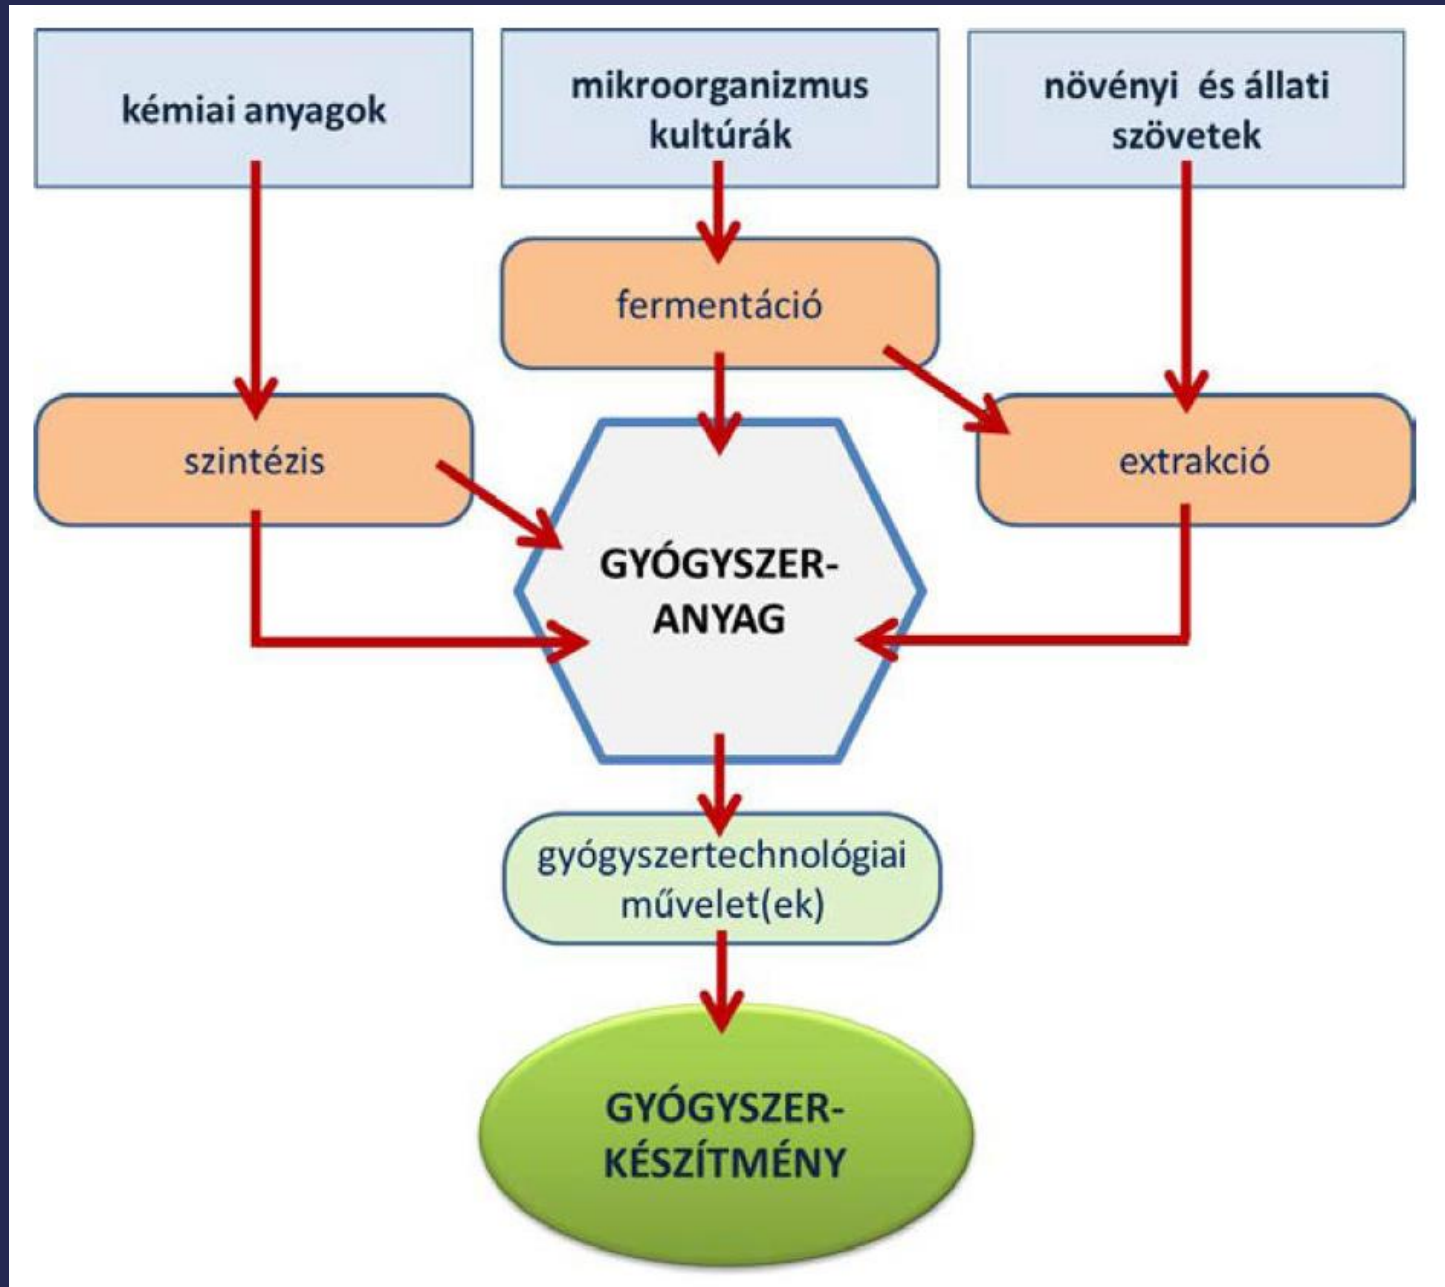 kémiai anyagok
mikroorganizmus
kultúrák
növényi és állati
szövetek
fermentáció
szintézis
extrakció
GYÓGYSZER-
ANYAG
gyógyszertechnológiai
művelet(ek)
GYÓGYSZER-
KÉSZÍTMÉNY